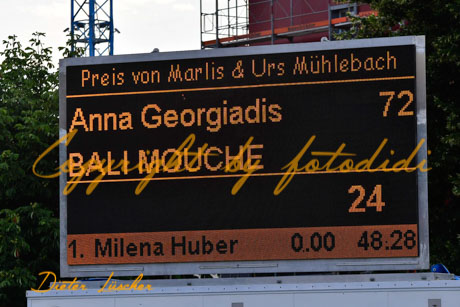 Preis von Marlis & Urs Mühlebach
Anna Georgiadis 72
BALI MOUCHE
Copyright by fotodidi
24
1. Milena Huber 0.00 48.28
Dieter Lüscher